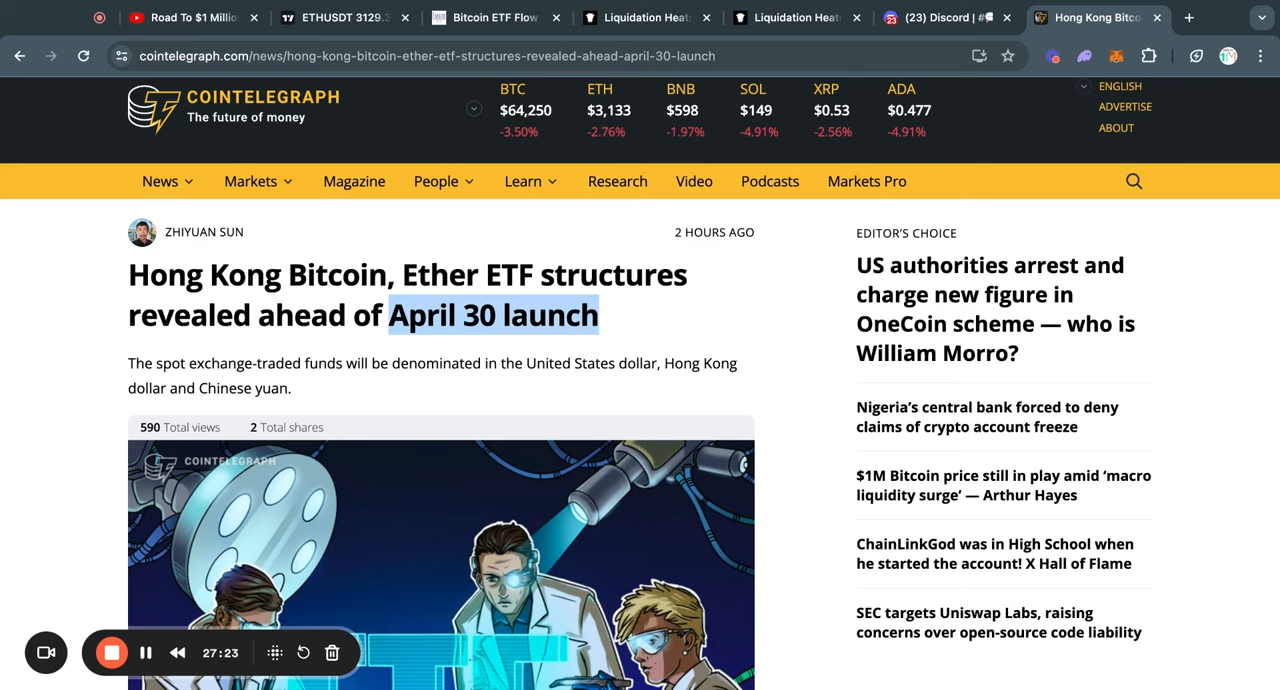 Road To $1 Millio
ETHUSDT 3129.
Bitcoin ETF Flow
Liquidation Heat
Liquidation Heat
(23) Discord | #
Hong Kong Bitco
cointelegraph.com/news/hong-kong-bitcoin-ether-etf-structures-revealed-ahead-april-30-launch
COINTELEGRAPH
The future of money
BTC ETH BNB SOL XRP ADA
$64,250 $3,133 $598 $149 $0.53 $0.477
-3.50% -2.76% -1.97% -4.91% -2.56% -4.91%
ENGLISH
ADVERTISE
ABOUT
News Markets Magazine People Learn Research Video Podcasts Markets Pro
ZHIYUAN SUN
2 HOURS AGO
Hong Kong Bitcoin, Ether ETF structures
revealed ahead of April 30 launch
The spot exchange-traded funds will be denominated in the United States dollar, Hong Kong
dollar and Chinese yuan.
590 Total views 2 Total shares
COINTELEGRAPH
EDITOR'S CHOICE
US authorities arrest and
charge new figure in
OneCoin scheme — who is
William Morro?
Nigeria's central bank forced to deny
claims of crypto account freeze
$1M Bitcoin price still in play amid 'macro
liquidity surge' — Arthur Hayes
ChainLinkGod was in High School when
he started the account! X Hall of Flame
SEC targets Uniswap Labs, raising
concerns over open-source code liability
27:23